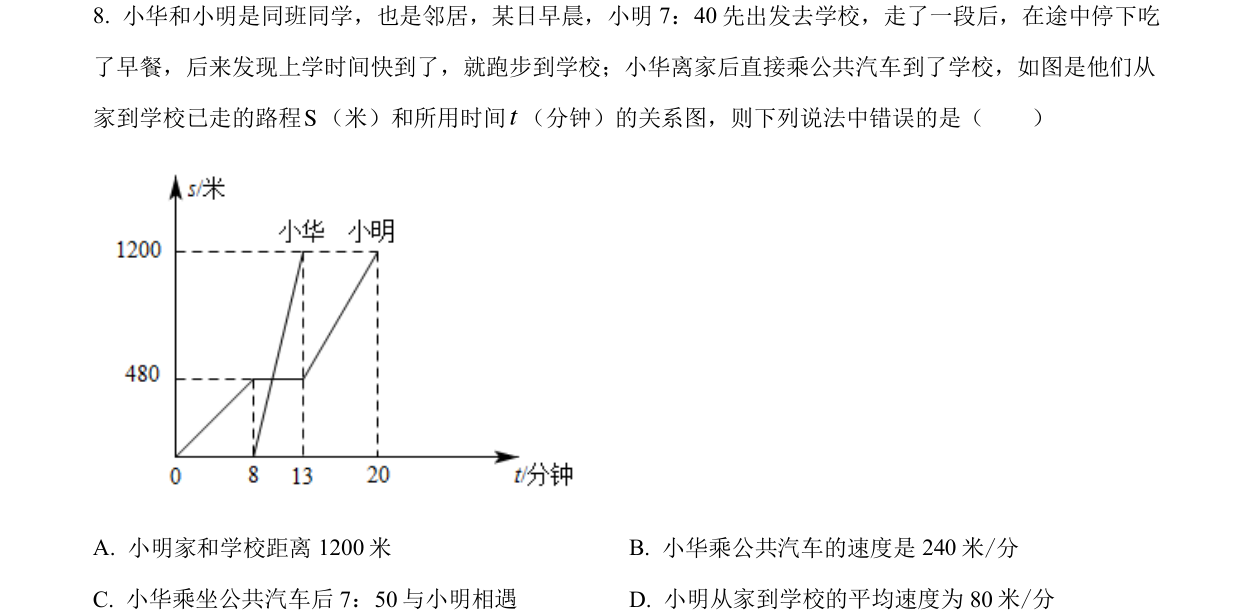 8. 小华和小明是同班同学，也是邻居，某日早晨，小明 7：40 先出发去学校，走了一段后，在途中停下吃
了早餐，后来发现上学时间快到了，就跑步到学校；小华离家后直接乘公共汽车到了学校，如图是他们从
家到学校已走的路程 S（米）和所用时间 t（分钟）的关系图，则下列说法中错误的是（　　）
s/米
小华 小明
1200
480
0 8 13 20 t/分钟
A. 小明家和学校距离 1200 米 B. 小华乘公共汽车的速度是 240 米/分
C. 小华乘坐公共汽车后 7：50 与小明相遇 D. 小明从家到学校的平均速度为 80 米/分